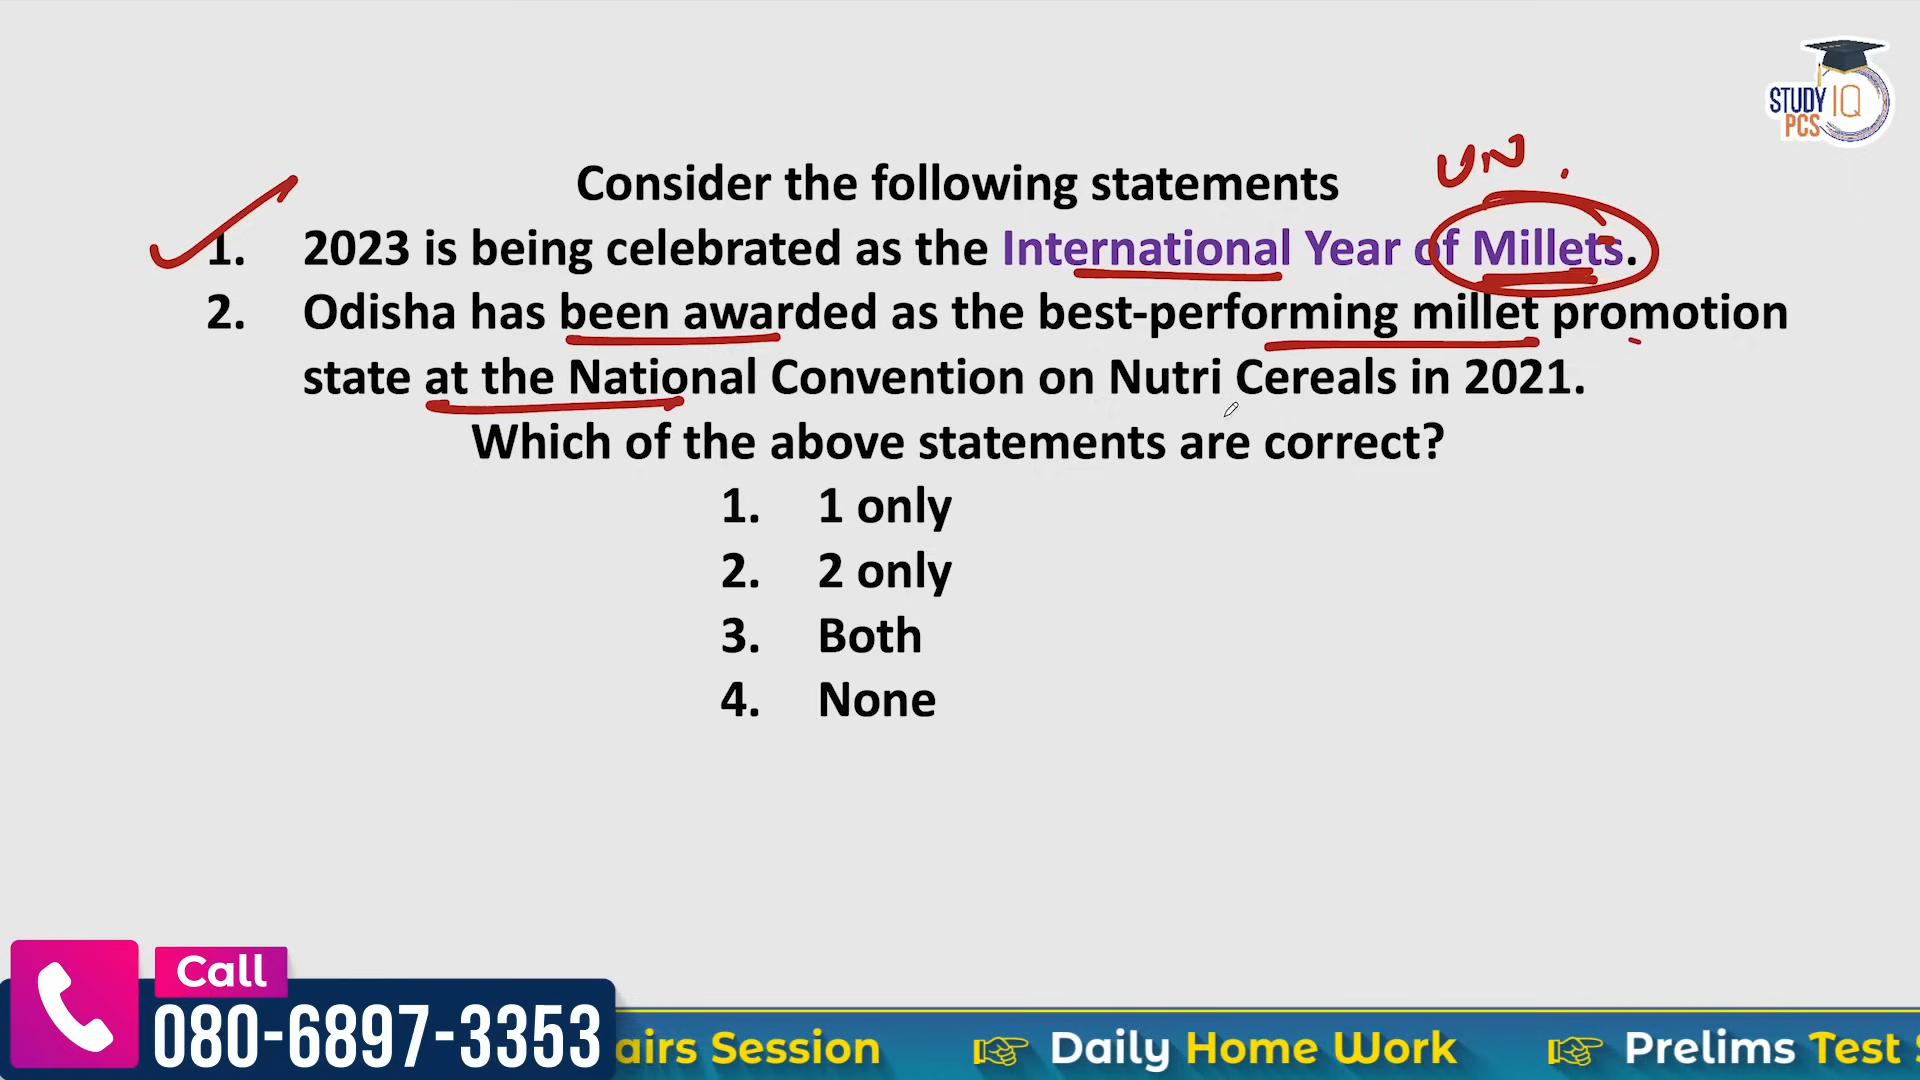 STUDY IQ
PCS
UN.
Consider the following statements
1. 2023 is being celebrated as the International Year of Millets.
2. Odisha has been awarded as the best-performing millet promotion
state at the National Convention on Nutri Cereals in 2021.
Which of the above statements are correct?
1. 1 only
2. 2 only
3. Both
4. None
Call
080-6897-3353
airs Session
Daily Home Work
Prelims Test S